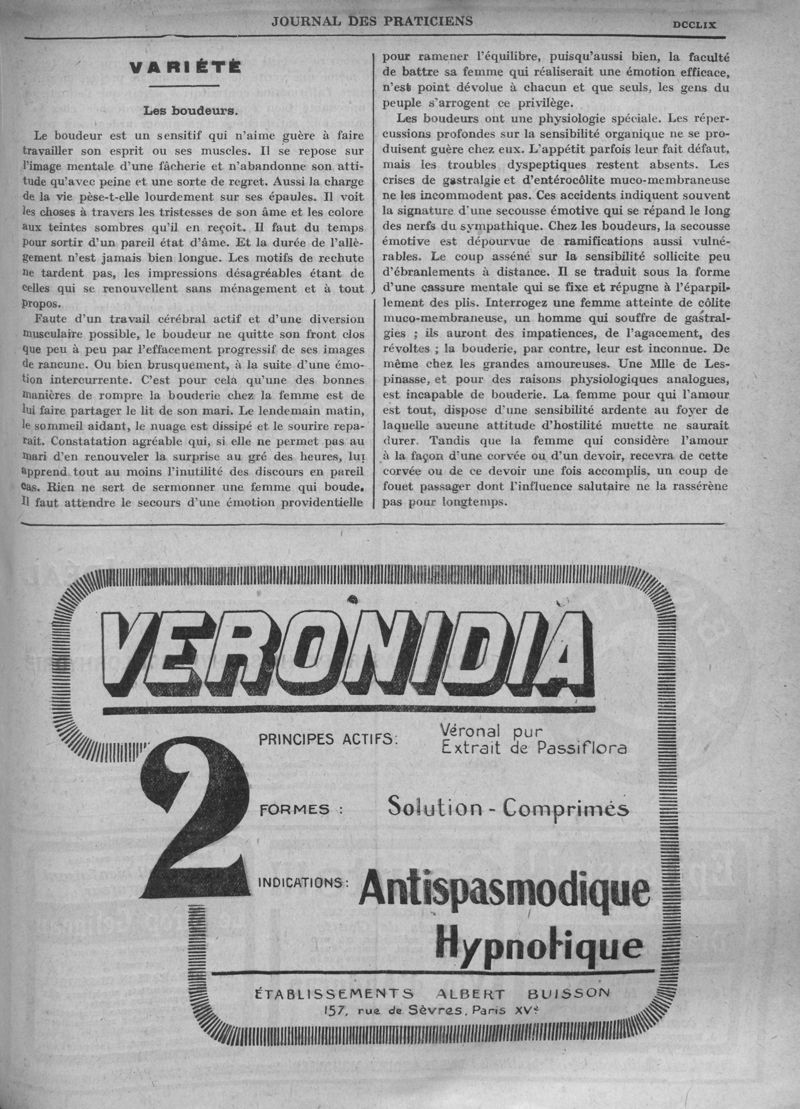 JOURNAL DES PRATICIENS
DCCLIX
VARIÉTÉ
Les boudeurs.
Le boudeur est un sensitif qui n'aime guère à faire
travailler son esprit ou ses muscles. Il se repose sur
l'image mentale d'une fâcherie et n'abandonne son atti-
tude qu'avec peine et une sorte de regret. Aussi la charge
de la vie pèse-t-elle lourdement sur ses épaules. Il voit
les choses à travers les tristesses de son âme et les colore
aux teintes sombres qu'il en reçoit. Il faut du temps
pour sortir d'un pareil état d'âme. Et la durée de l'allè-
gement n'est jamais bien longue. Les motifs de rechute
ne tardent pas, les impressions désagréables étant de
celles qui se renouvellent sans ménagement et à tout
propos.
Faute d'un travail cérébral actif et d'une diversion
musculaire possible, le boudeur ne quitte son front clos
que peu à peu par l'effacement progressif de ses images
de rancune. Ou bien brusquement, à la suite d'une émo-
tion intercurrente. C'est pour cela qu'une des bonnes
manières de rompre la bouderie chez la femme est de
lui faire partager le lit de son mari. Le lendemain matin,
le sommeil aidant, le nuage est dissipé et le sourire repa-
raît. Constatation agréable qui, si elle ne permet pas au
mari d'en renouveler la surprise au gré des heures, lui
apprend tout au moins l'inutilité des discours en pareil
cas. Rien ne sert de sermonner une femme qui boude.
Il faut attendre le secours d'une émotion providentielle
pour ramener l'équilibre, puisqu'aussi bien, la faculté
de battre sa femme qui réaliserait une émotion efficace,
n'est point dévolue à chacun et que seuls, les gens du
peuple s'arrogent ce privilège.
Les boudeurs ont une physiologie spéciale. Les réper-
cussions profondes sur la sensibilité organique ne se pro-
duisent guère chez eux. L'appétit parfois leur fait défaut,
mais les troubles dyspeptiques restent absents. Les
crises de gastralgie et d'entérocôlite muco-membraneuse
ne les incommodent pas. Ces accidents indiquent souvent
la signature d'une secousse émotive qui se répand le long
des nerfs du sympathique. Chez les boudeurs, la secousse
émotive est dépourvue de ramifications aussi vulné-
rables. Le coup asséné sur la sensibilité sollicite peu
d'ébranlements à distance. Il se traduit sous la forme
d'une cassure mentale qui se fixe et répugne à l'éparpil-
lement des plis. Interrogez une femme atteinte de côlite
muco-membraneuse, un homme qui souffre de gastral-
gies ; ils auront des impatiences, de l'agacement, des
révoltes ; la bouderie, par contre, leur est inconnue. De
même chez les grandes amoureuses. Une Mlle de Les-
pinasse, et pour des raisons physiologiques analogues,
est incapable de bouderie. La femme pour qui l'amour
est tout, dispose d'une sensibilité ardente au foyer de
laquelle aucune attitude d'hostilité muette ne saurait
durer. Tandis que la femme qui considère l'amour
à la façon d'une corvée ou d'un devoir, recevra de cette
corvée ou de ce devoir une fois accomplis, un coup de
fouet passager dont l'influence salutaire ne la rassérène
pas pour longtemps.
VERONIDIA
2
PRINCIPES ACTIFS:
Véronal pur
Extrait de Passiflora
FORMES :
Solution - Comprimés
INDICATIONS:
Antispasmodique
Hypnotique
ÉTABLISSEMENTS ALBERT BUISSON
157, rue de Sèvres, Paris XVe